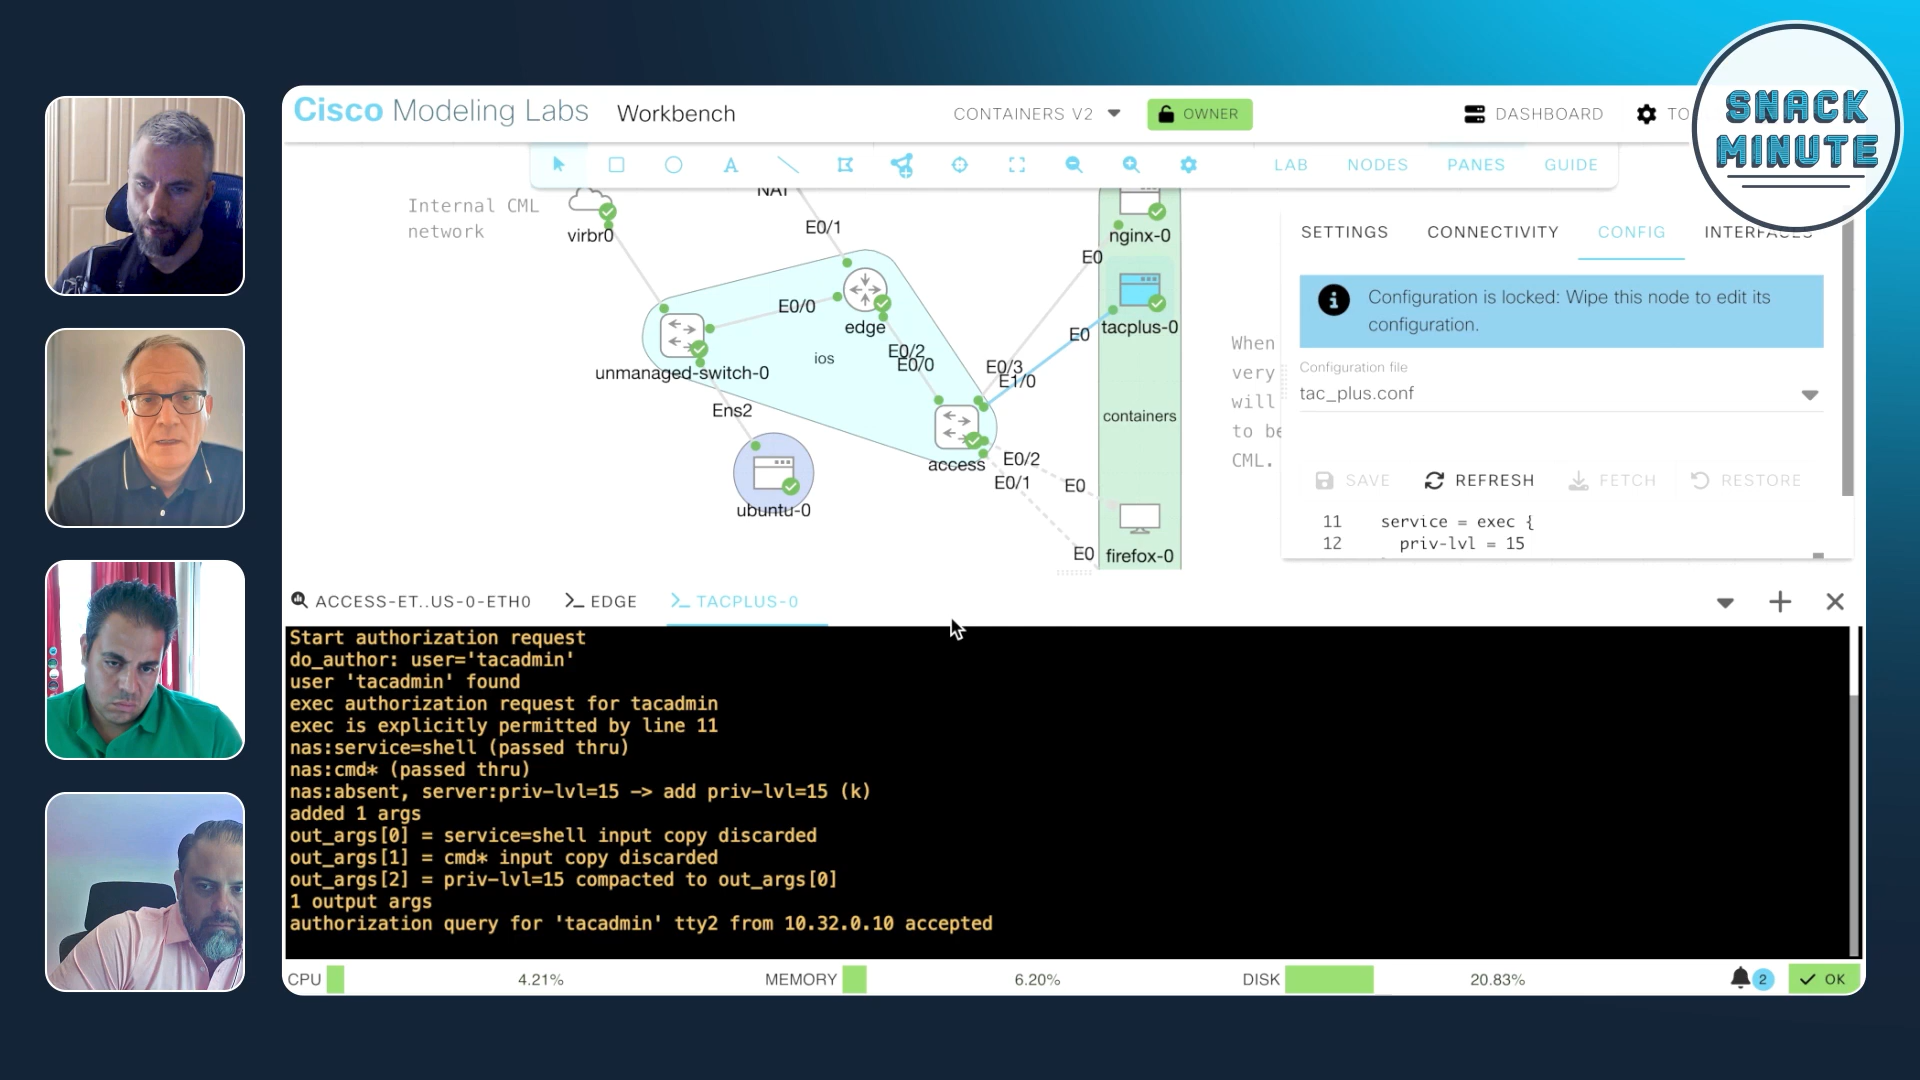 SNACK
MINUTE
Cisco Modeling Labs
Workbench
CONTAINERS V2
OWNER
DASHBOARD
TO
A
LAB
NODES
PANES
GUIDE
Internal CML
network
virbr0
NAT
E0/1
E0/0
edge
unmanaged-switch-0
ios
E0/2
E0/0
Ens2
ubuntu-0
access
E0/3
E1/0
E0/2
E0/1
E0
E0
E0
E0
nginx-0
tacplus-0
containers
firefox-0
When
very
will
to be
CML.
SETTINGS
CONNECTIVITY
CONFIG
INTERFACES
Configuration is locked: Wipe this node to edit its
configuration.
Configuration file
tac_plus.conf
SAVE
REFRESH
FETCH
RESTORE
11 service = exec {
12 priv-lvl = 15
ACCESS-ET..US-0-ETH0
EDGE
TACPLUS-0
Start authorization request
do_author: user='tacadmin'
user 'tacadmin' found
exec authorization request for tacadmin
exec is explicitly permitted by line 11
nas:service=shell (passed thru)
nas:cmd* (passed thru)
nas:absent, server:priv-lvl=15 -> add priv-lvl=15 (k)
added 1 args
out_args[0] = service=shell input copy discarded
out_args[1] = cmd* input copy discarded
out_args[2] = priv-lvl=15 compacted to out_args[0]
1 output args
authorization query for 'tacadmin' tty2 from 10.32.0.10 accepted
CPU
4.21%
MEMORY
6.20%
DISK
20.83%
2
OK